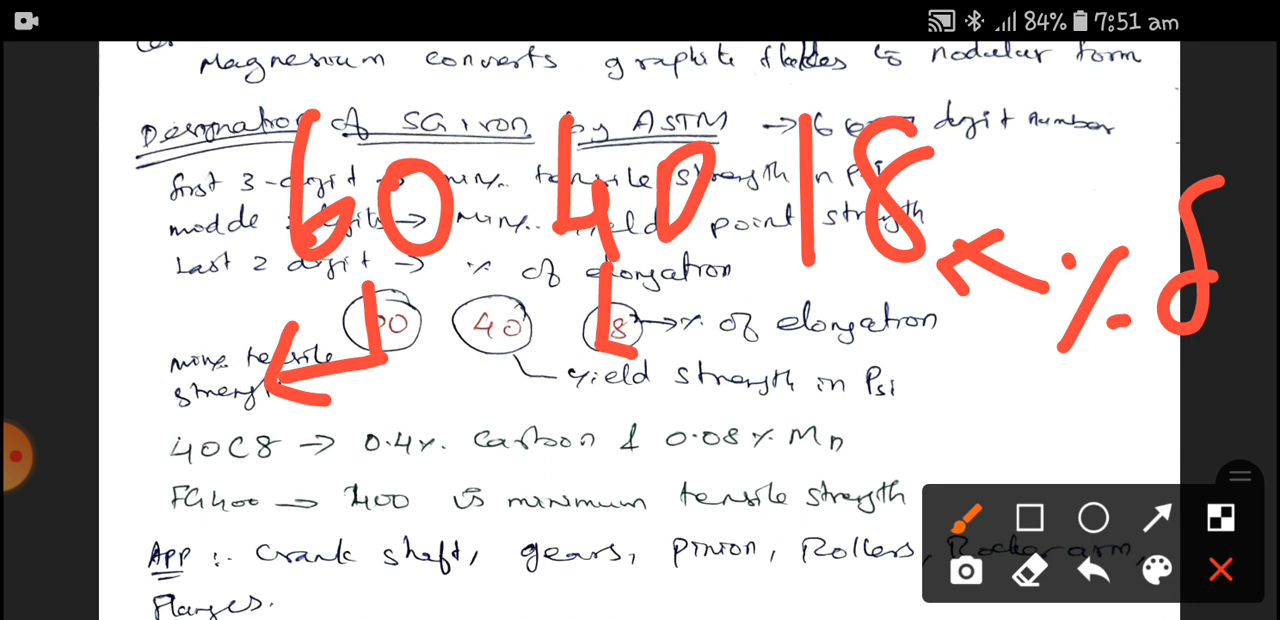 84% 7:51 am
Magnesium converts graphite flakes to nodular form
Designation of SG iron by ASTM → 6 digit number
first 3-digit → min. tensile strength in Psi
60 40 18
middle digits → min. yield point strength
Last 2 digit → % of elongation
% δ
40 8 → % of elongation
min. tensile
yield strength in Psi
40C8 → 0.4%. Carbon & 0.08% Mn
FG400 → 400 is minimum tensile strength
APP :- Crank shaft, gears, Pinion, Rollers, Rocker arm,
Flanges.